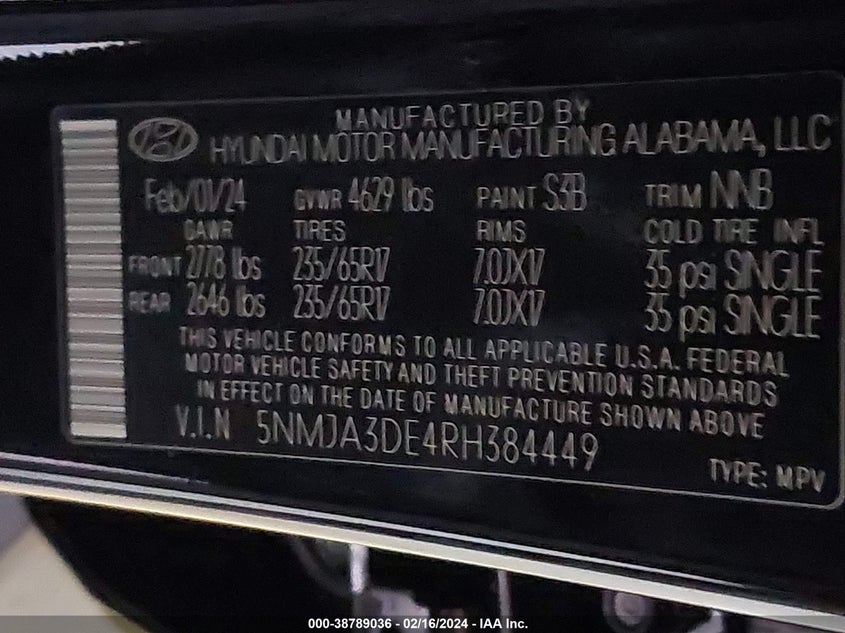 MANUFACTURED BY
HYUNDAI MOTOR MANUFACTURING ALABAMA, LLC
Feb/01/24 GVWR 4629 lbs PAINT S3B TRIM NNB
GAWR TIRES RIMS COLD TIRE INFL
FRONT 2778 lbs 235/65R17 7.0JX17 35 psi SINGLE
REAR 2646 lbs 235/65R17 7.0JX17 35 psi SINGLE
THIS VEHICLE CONFORMS TO ALL APPLICABLE U.S.A. FEDERAL
MOTOR VEHICLE SAFETY AND THEFT PREVENTION STANDARDS
IN EFFECT ON THE DATE OF MANUFACTURE SHOWN ABOVE
V.I.N 5NMJA3DE4RH384449
TYPE: MPV
000-38789036 - 02/16/2024 - IAA Inc.